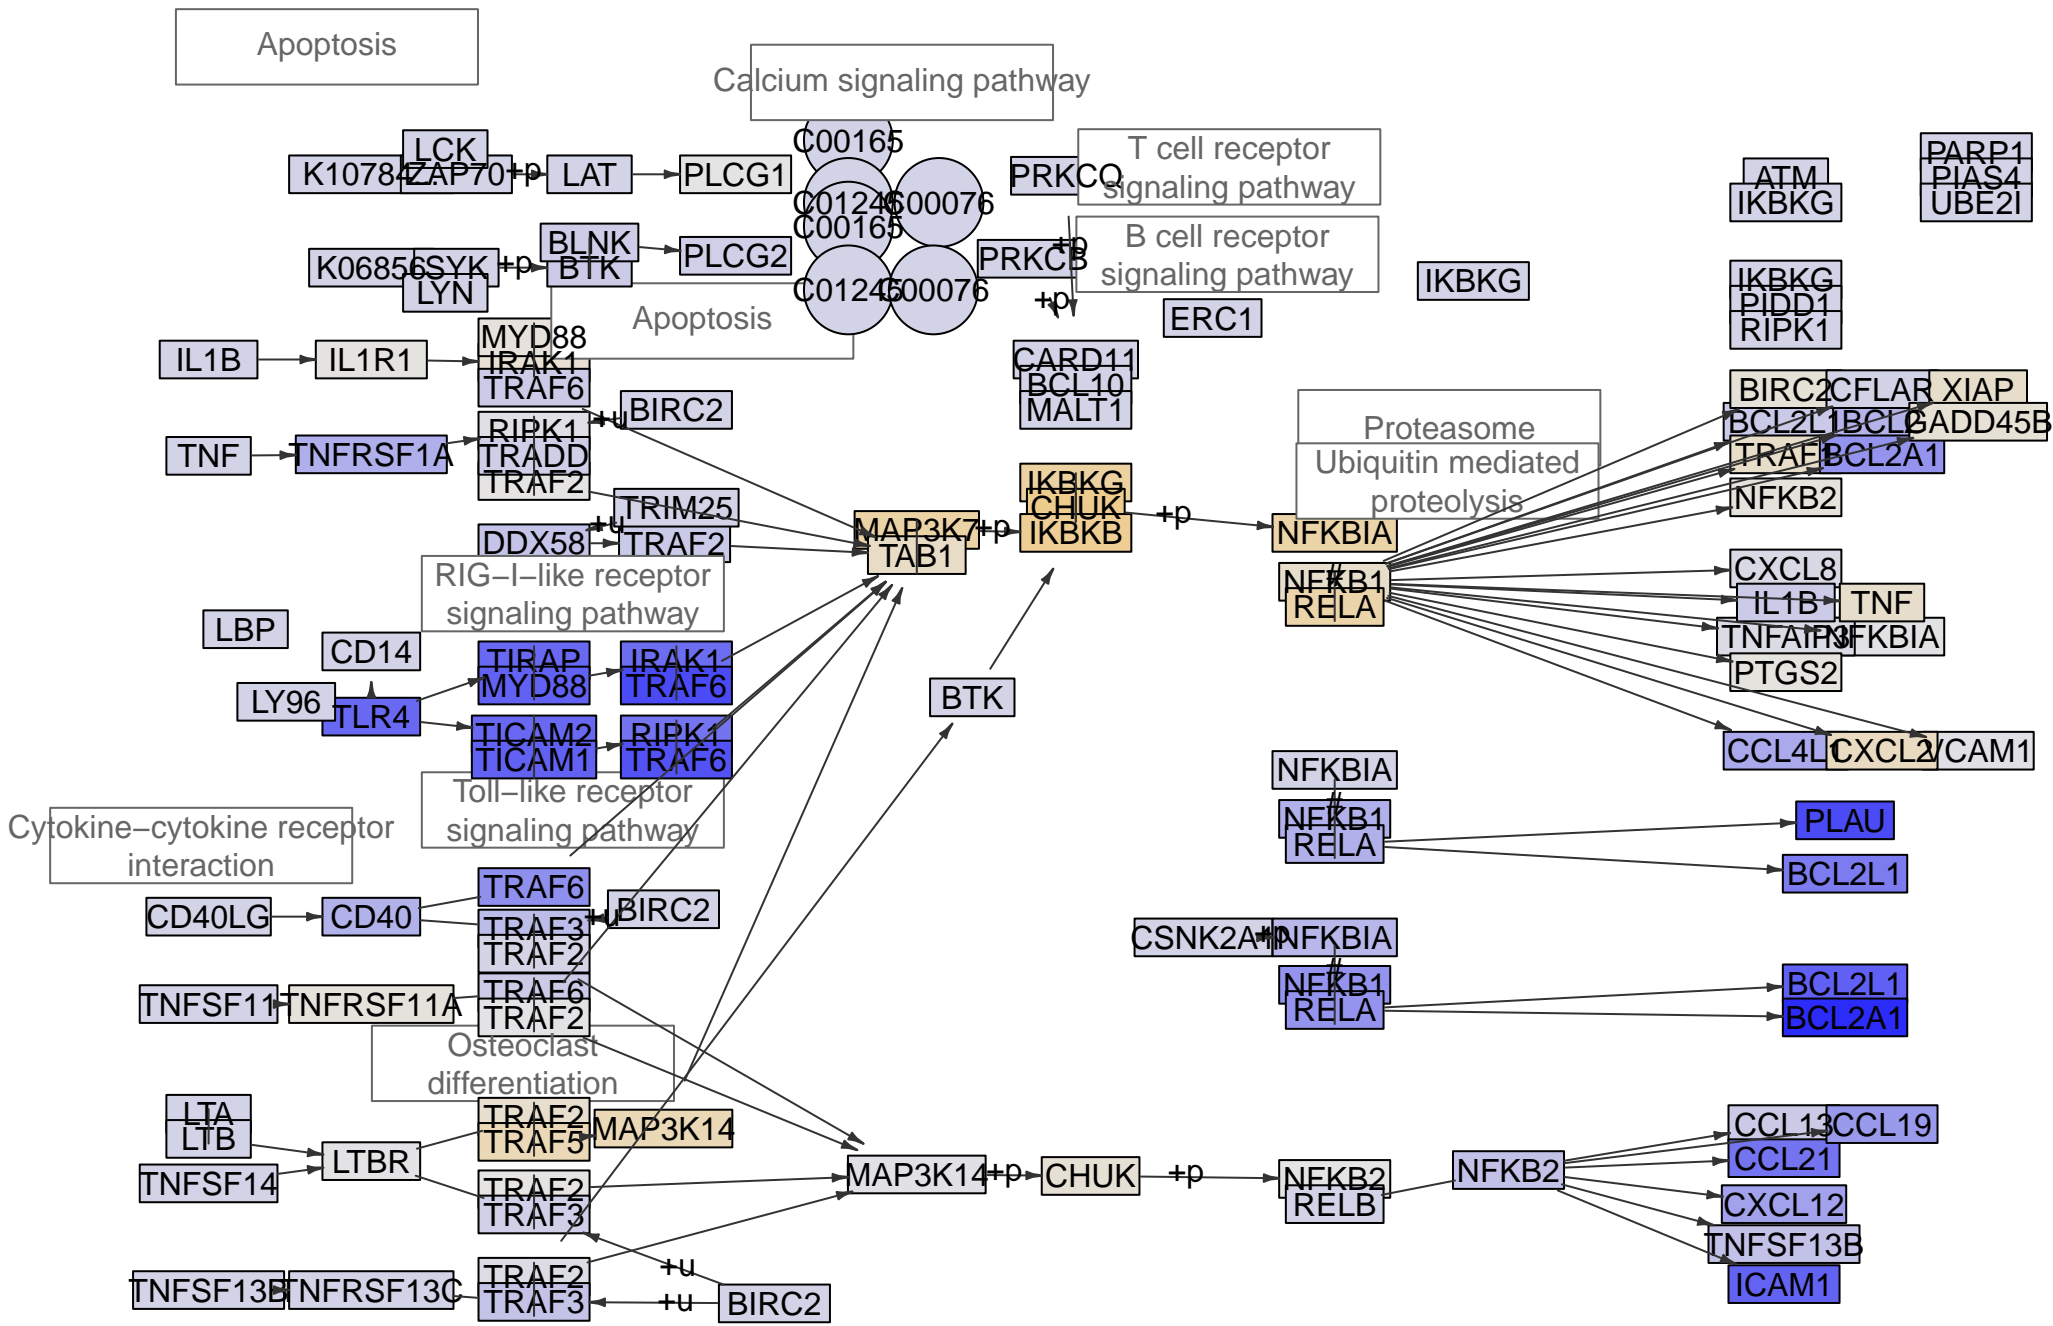 Apoptosis
Calcium signaling pathway
T cell receptor
signaling pathway
B cell receptor
signaling pathway
LCK
ZAP70
+p
LAT
PLCG1
C00165
C01246
C00076
C00165
C01245
C00076
PRKCQ
PRKCB
+p
+p
PARP1
PIAS4
UBE2I
ATM
IKBKG
K06856
SYK
LYN
+p
BLNK
BTK
PLCG2
Apoptosis
ERC1
IKBKG
IKBKG
PIDD1
RIPK1
IL1B
IL1R1
MYD88
IRAK1
TRAF6
CARD11
BCL10
MALT1
TNF
TNFRSF1A
RIPK1
TRADD
TRAF2
+u
BIRC2
Proteasome
Ubiquitin mediated
proteolysis
BIRC2
CFLAR
XIAP
BCL2L1
BCL2
GADD45B
TRAF1
BCL2A1
NFKB2
DDX58
+u
TRIM25
TRAF2
MAP3K7
TAB1
+p
IKBKG
CHUK
IKBKB
+p
NFKBIA
#
NFKB1
RELA
RIG−I−like receptor
signaling pathway
CXCL8
IL1B
TNF
TNFAIP3
NFKBIA
PTGS2
CCL4L1
CXCL2
VCAM1
LBP
CD14
LY96
TLR4
TIRAP
MYD88
IRAK1
TRAF6
TICAM2
TICAM1
RIPK1
TRAF6
BTK
Toll−like receptor
signaling pathway
Cytokine−cytokine receptor
interaction
NFKBIA
#
NFKB1
RELA
PLAU
BCL2L1
CD40LG
CD40
TRAF6
TRAF3
TRAF2
+u
BIRC2
CSNK2A1
+p
NFKBIA
#
NFKB1
RELA
BCL2L1
BCL2A1
TNFSF11
TNFRSF11A
TRAF6
TRAF2
Osteoclast
differentiation
LTA
LTB
TNFSF14
LTBR
TRAF2
TRAF5
MAP3K14
TRAF2
TRAF3
MAP3K14
+p
CHUK
+p
NFKB2
RELB
NFKB2
CCL13
CCL19
CCL21
CXCL12
TNFSF13B
ICAM1
TNFSF13B
TNFRSF13C
TRAF2
TRAF3
+u
+u
BIRC2